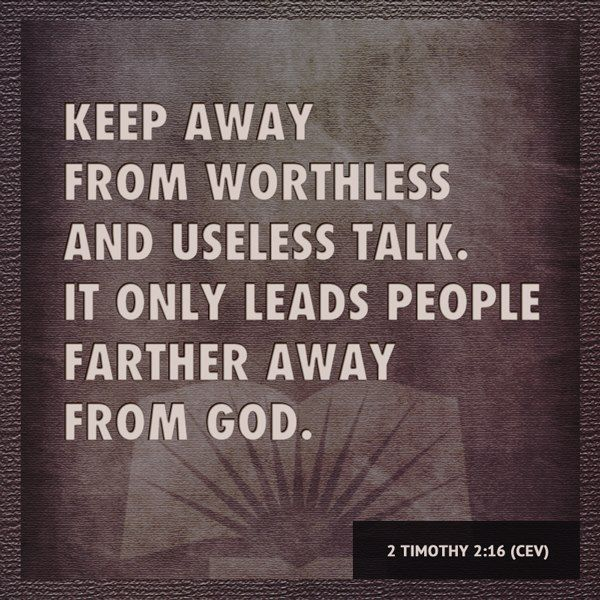 KEEP AWAY
FROM WORTHLESS
AND USELESS TALK.
IT ONLY LEADS PEOPLE
FARTHER AWAY
FROM GOD.
2 TIMOTHY 2:16 (CEV)